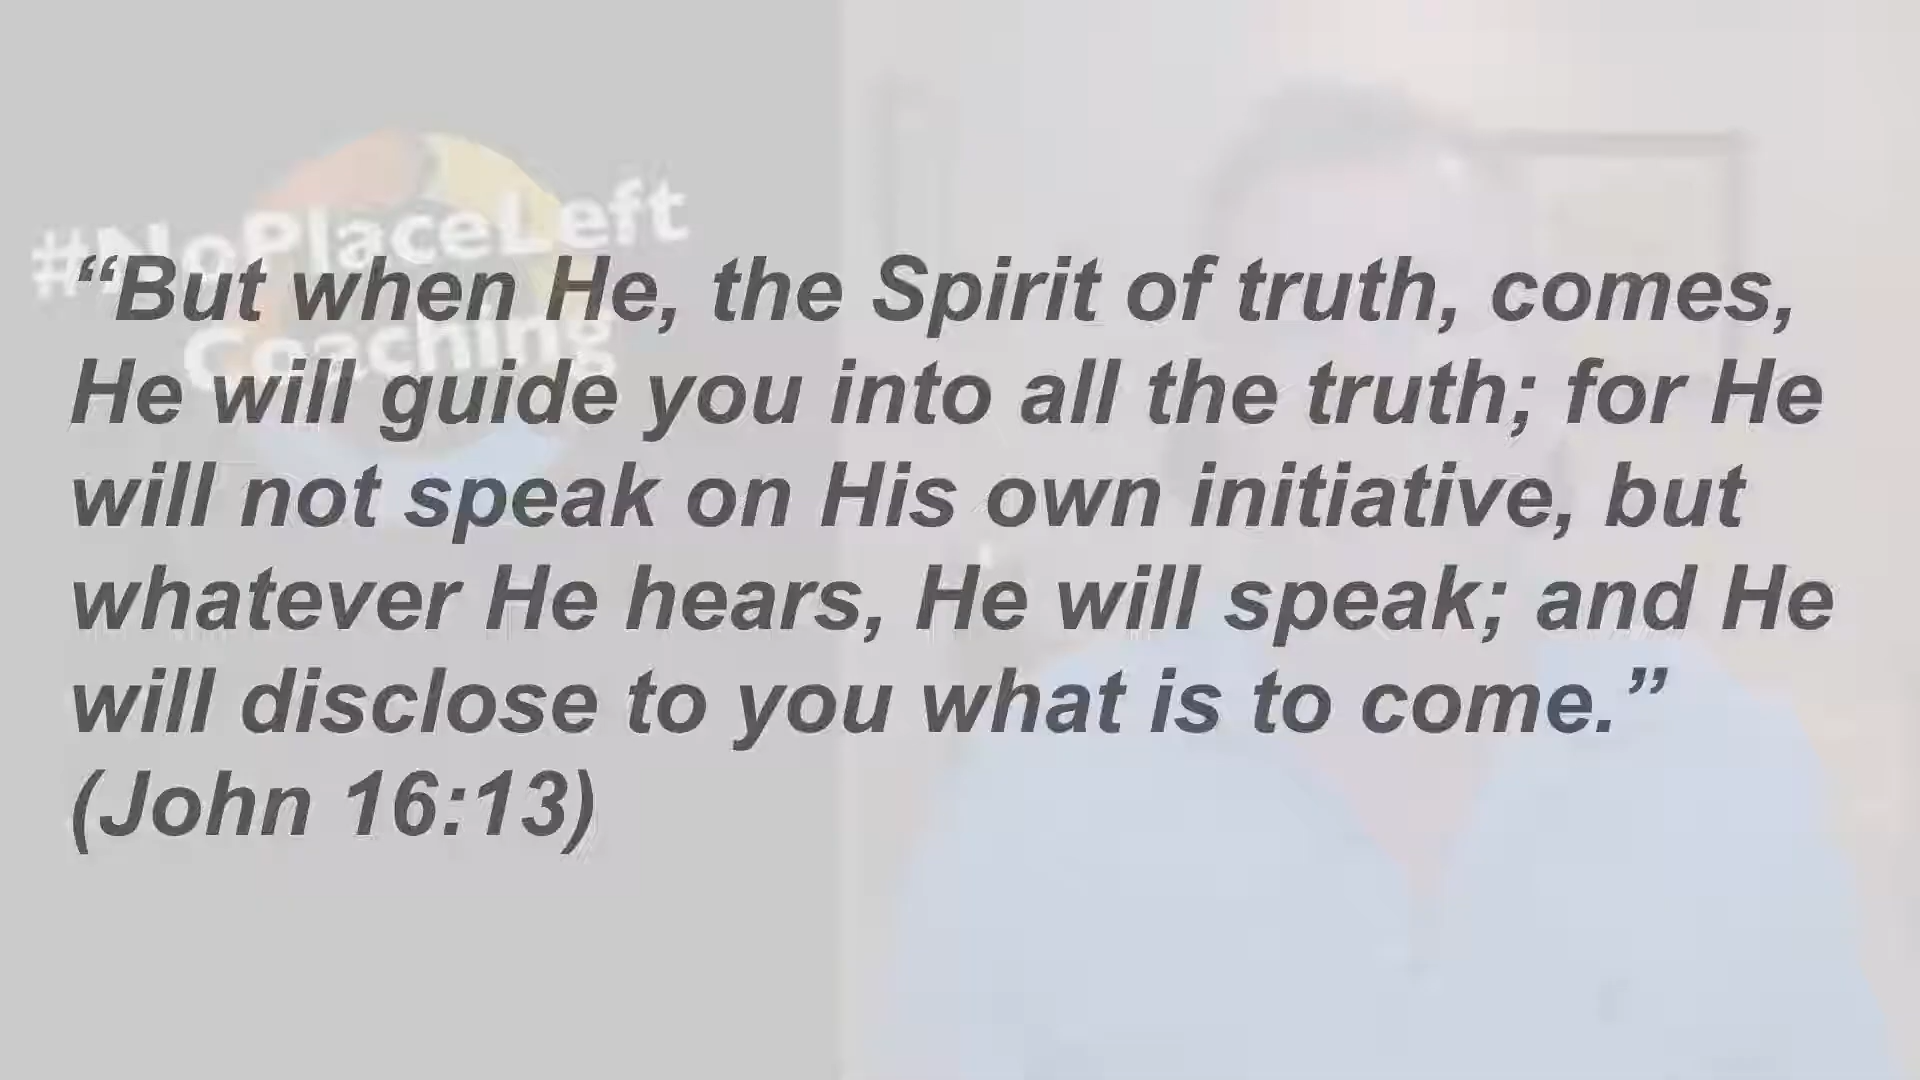 #NoPlaceLeft
Coaching
“But when He, the Spirit of truth, comes,
He will guide you into all the truth; for He
will not speak on His own initiative, but
whatever He hears, He will speak; and He
will disclose to you what is to come.”
(John 16:13)